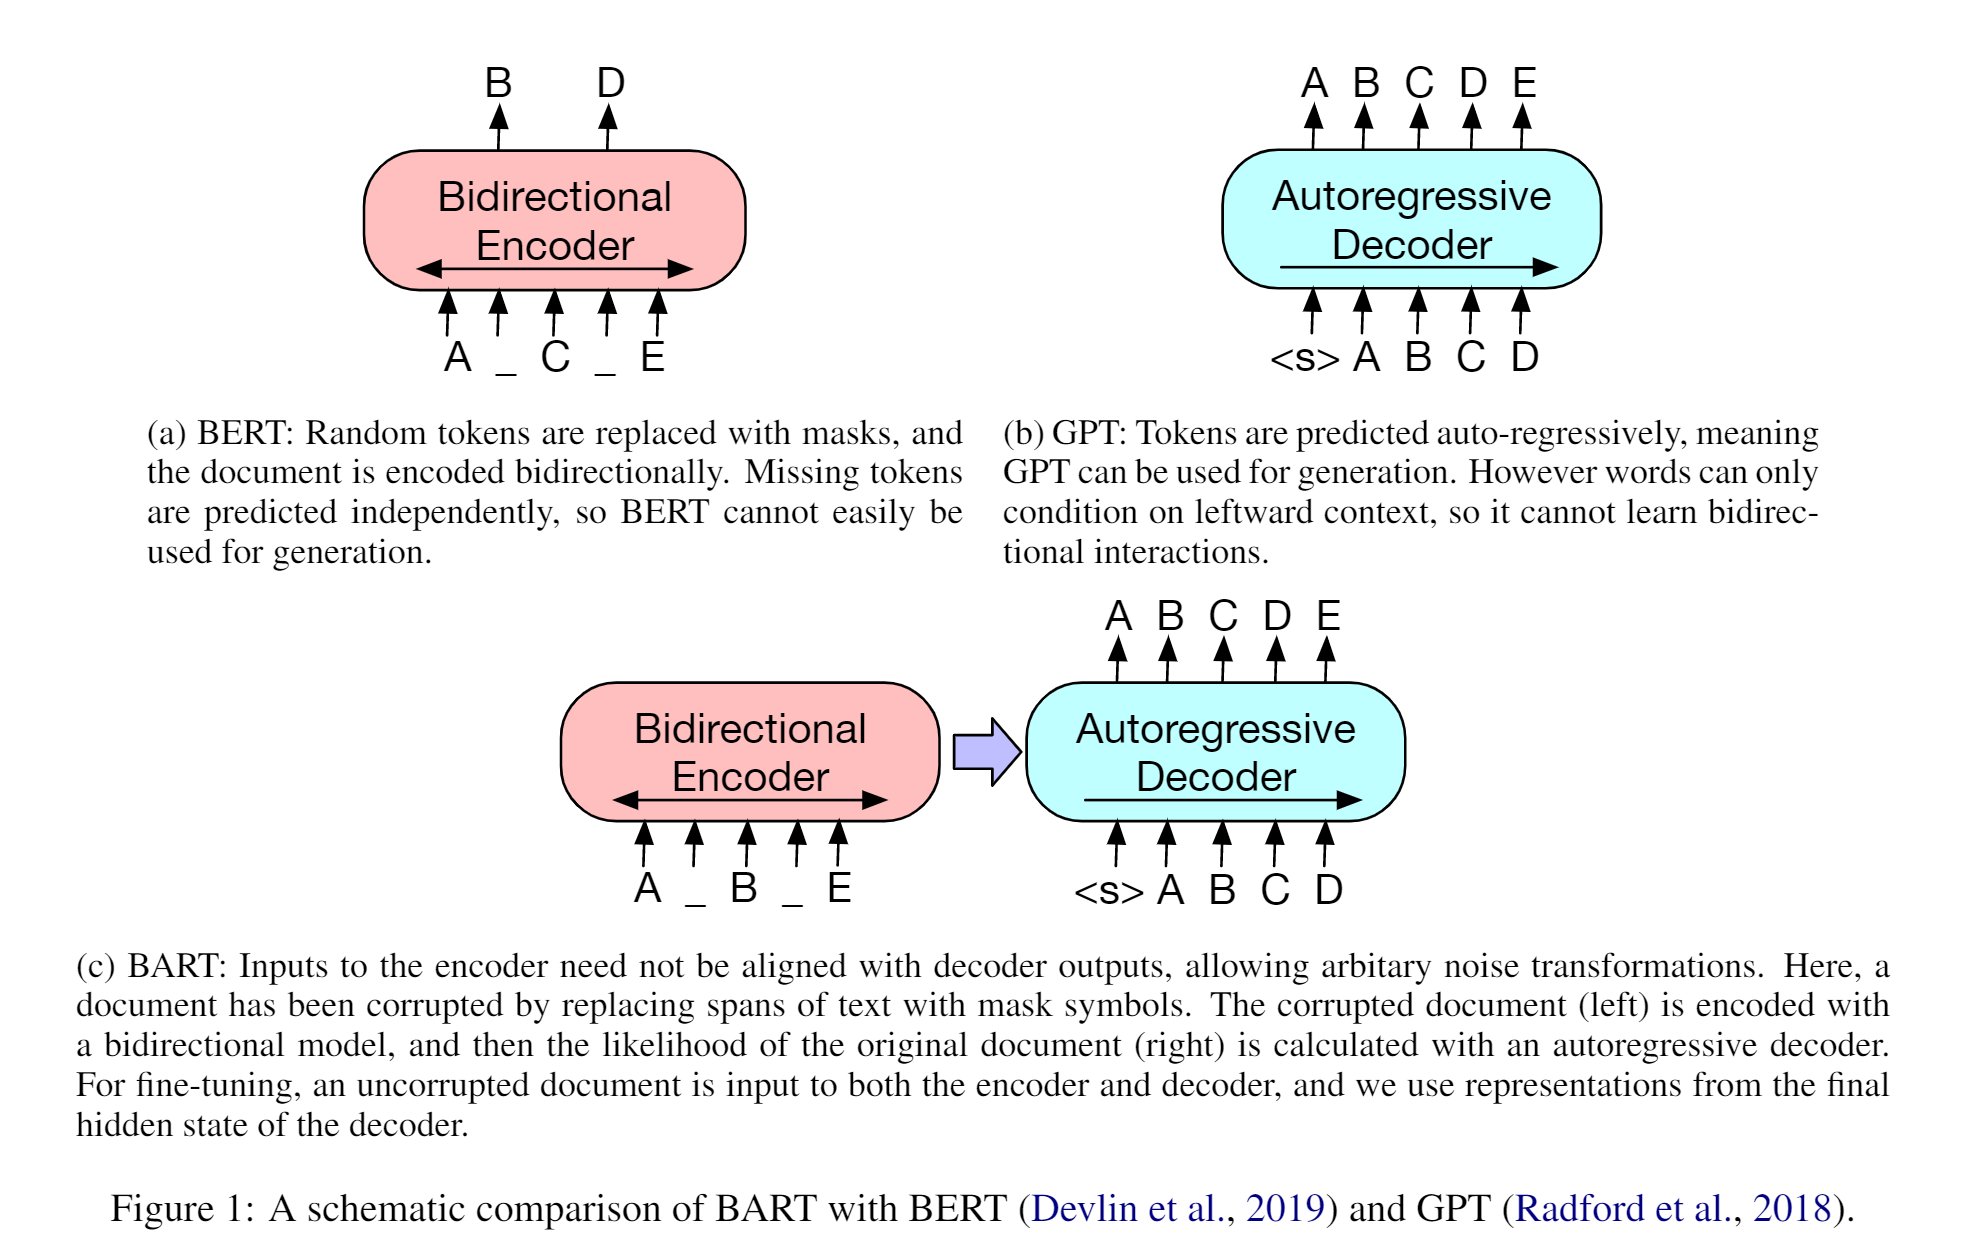 B D
Bidirectional
Encoder
A _ C _ E
(a) BERT: Random tokens are replaced with masks, and
the document is encoded bidirectionally. Missing tokens
are predicted independently, so BERT cannot easily be
used for generation.
A B C D E
Autoregressive
Decoder
<s> A B C D
(b) GPT: Tokens are predicted auto-regressively, meaning
GPT can be used for generation. However words can only
condition on leftward context, so it cannot learn bidirec-
tional interactions.
Bidirectional
Encoder
A _ B _ E
A B C D E
Autoregressive
Decoder
<s> A B C D
(c) BART: Inputs to the encoder need not be aligned with decoder outputs, allowing arbitary noise transformations. Here, a
document has been corrupted by replacing spans of text with mask symbols. The corrupted document (left) is encoded with
a bidirectional model, and then the likelihood of the original document (right) is calculated with an autoregressive decoder.
For fine-tuning, an uncorrupted document is input to both the encoder and decoder, and we use representations from the final
hidden state of the decoder.
Figure 1: A schematic comparison of BART with BERT (Devlin et al., 2019) and GPT (Radford et al., 2018).